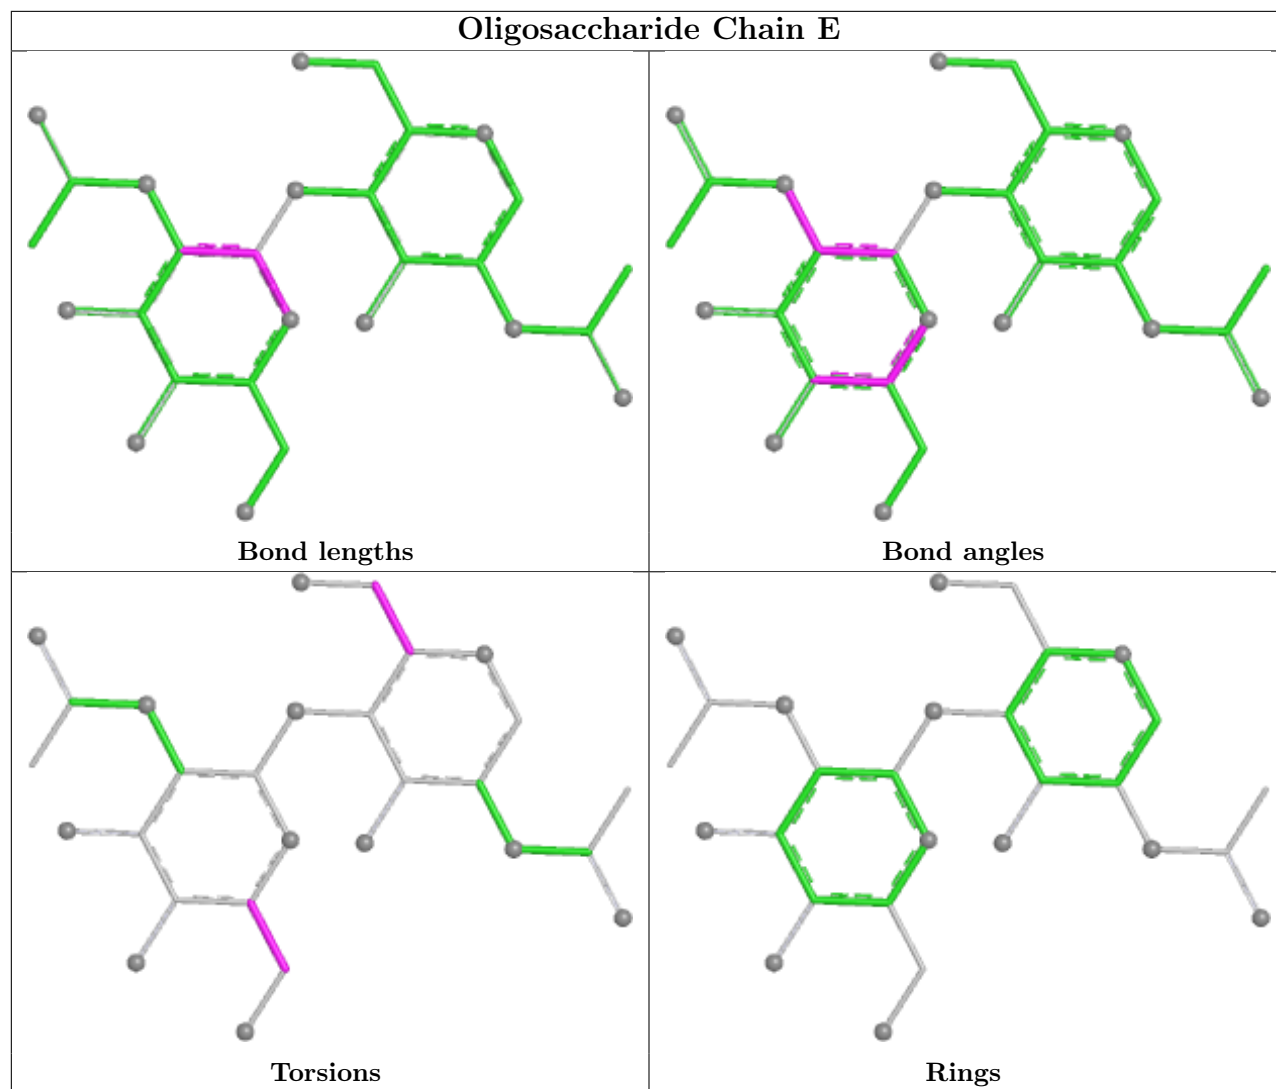 Oligosaccharide Chain E
Bond lengths
Bond angles
Torsions
Rings